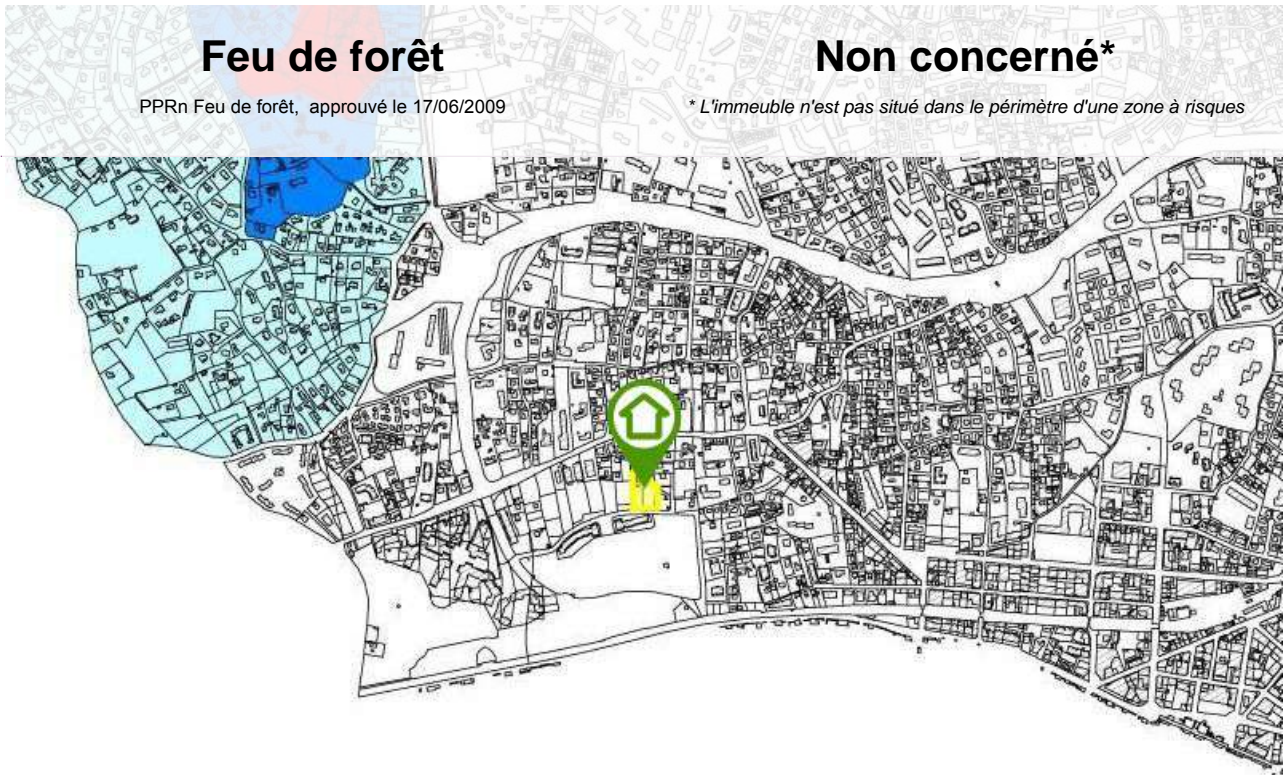 Feu de forêt
PPRn Feu de forêt, approuvé le 17/06/2009
Non concerné*
* L'immeuble n'est pas situé dans le périmètre d'une zone à risques